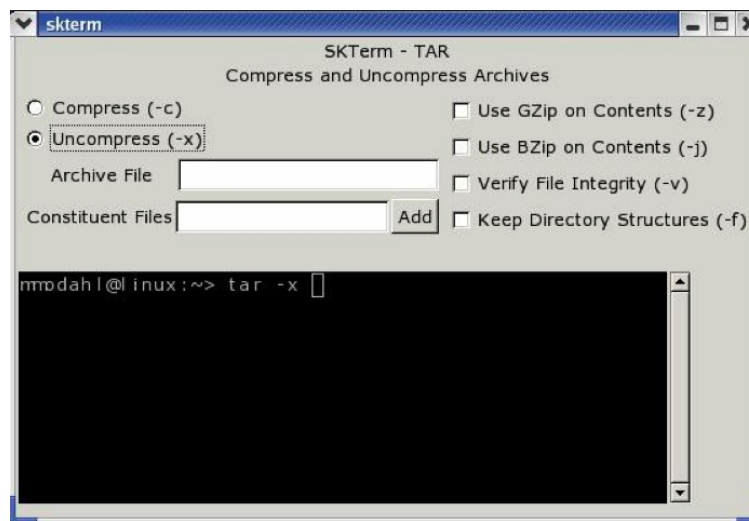 skterm
SKTerm - TAR
Compress and Uncompress Archives
Compress (-c)
Uncompress (-x)
Archive File
Constituent Files
Add
Use GZip on Contents (-z)
Use BZip on Contents (-j)
Verify File Integrity (-v)
Keep Directory Structures (-f)
mmodahl@linux:~> tar -x